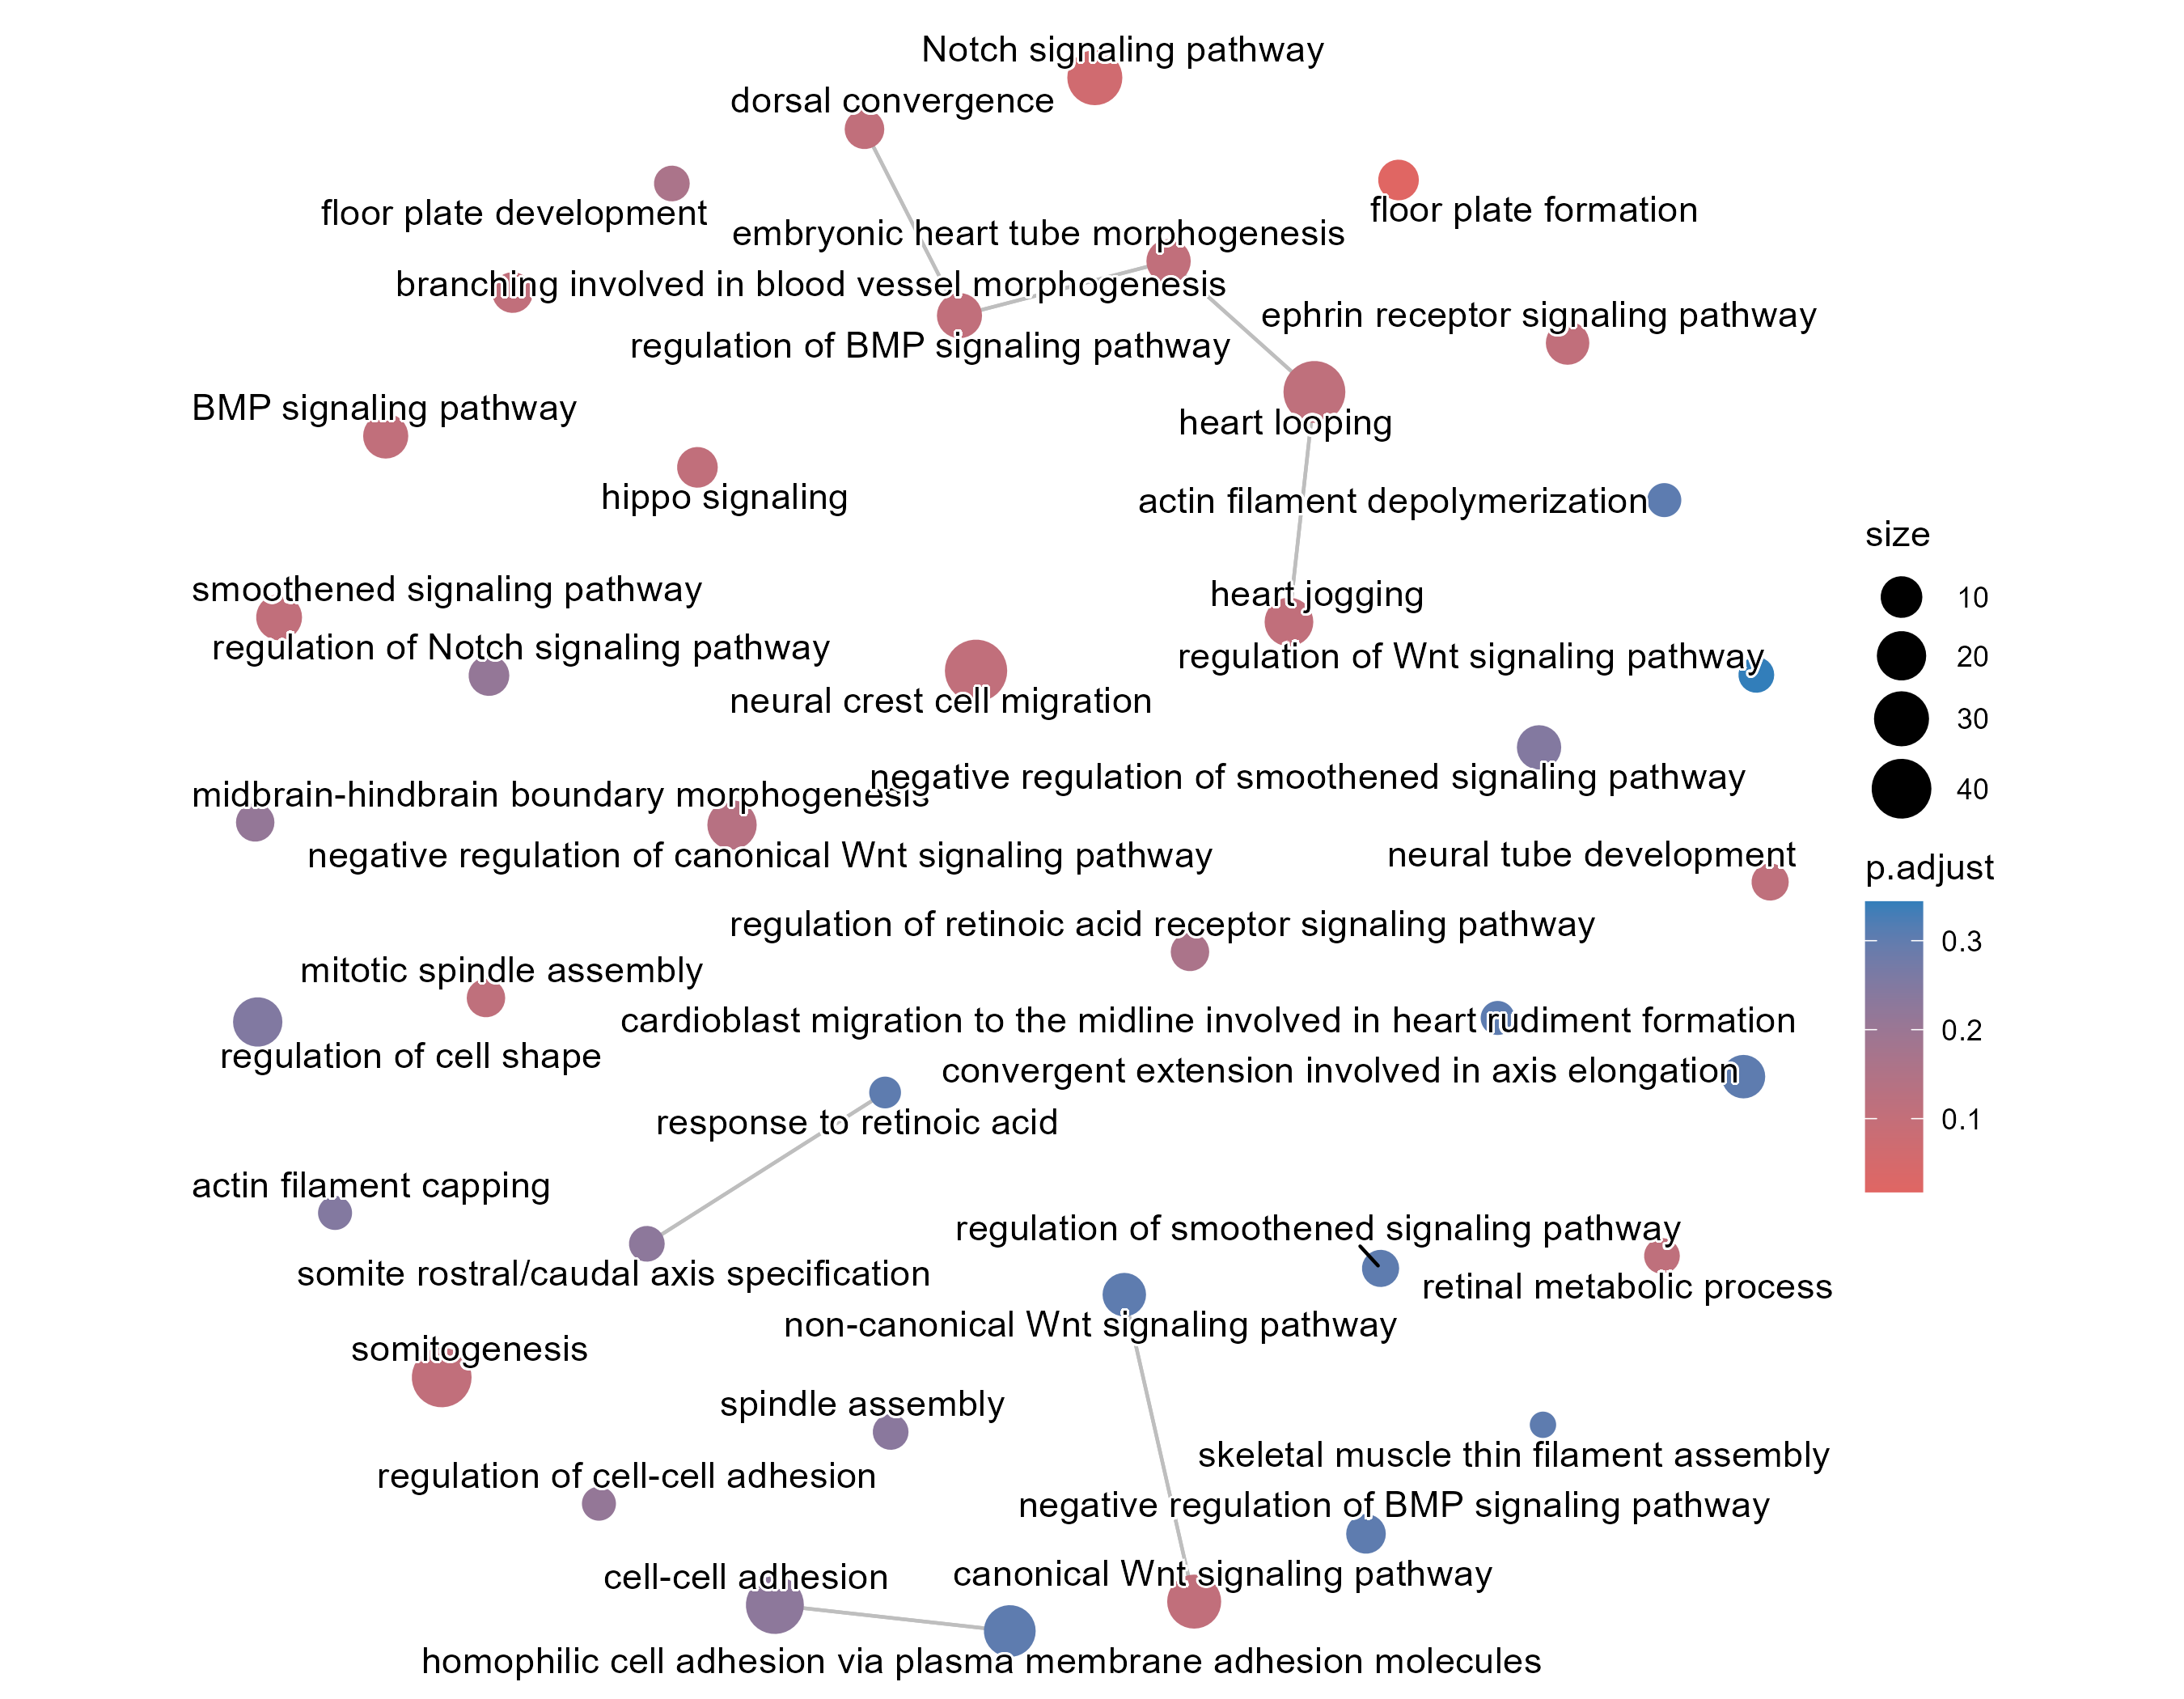 Notch signaling pathway
dorsal convergence
floor plate development
floor plate formation
embryonic heart tube morphogenesis
branching involved in blood vessel morphogenesis
ephrin receptor signaling pathway
regulation of BMP signaling pathway
BMP signaling pathway
heart looping
hippo signaling
actin filament depolymerization
size
10
20
30
40
smoothened signaling pathway
heart jogging
regulation of Notch signaling pathway
regulation of Wnt signaling pathway
neural crest cell migration
negative regulation of smoothened signaling pathway
midbrain-hindbrain boundary morphogenesis
negative regulation of canonical Wnt signaling pathway
neural tube development
p.adjust
0.3
0.2
0.1
regulation of retinoic acid receptor signaling pathway
mitotic spindle assembly
cardioblast migration to the midline involved in heart rudiment formation
regulation of cell shape
convergent extension involved in axis elongation
response to retinoic acid
actin filament capping
regulation of smoothened signaling pathway
somite rostral/caudal axis specification
retinal metabolic process
non-canonical Wnt signaling pathway
somitogenesis
spindle assembly
skeletal muscle thin filament assembly
regulation of cell-cell adhesion
negative regulation of BMP signaling pathway
cell-cell adhesion
canonical Wnt signaling pathway
homophilic cell adhesion via plasma membrane adhesion molecules